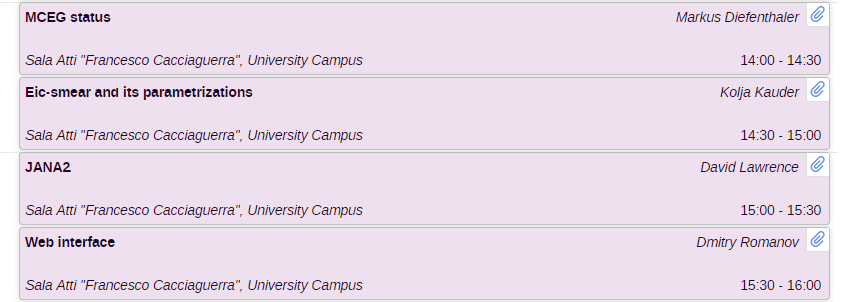 MCEG status Markus Diefenthaler
Sala Atti "Francesco Cacciaguerra", University Campus 14:00 - 14:30
Eic-smear and its parametrizations Kolja Kauder
Sala Atti "Francesco Cacciaguerra", University Campus 14:30 - 15:00
JANA2 David Lawrence
Sala Atti "Francesco Cacciaguerra", University Campus 15:00 - 15:30
Web interface Dmitry Romanov
Sala Atti "Francesco Cacciaguerra", University Campus 15:30 - 16:00